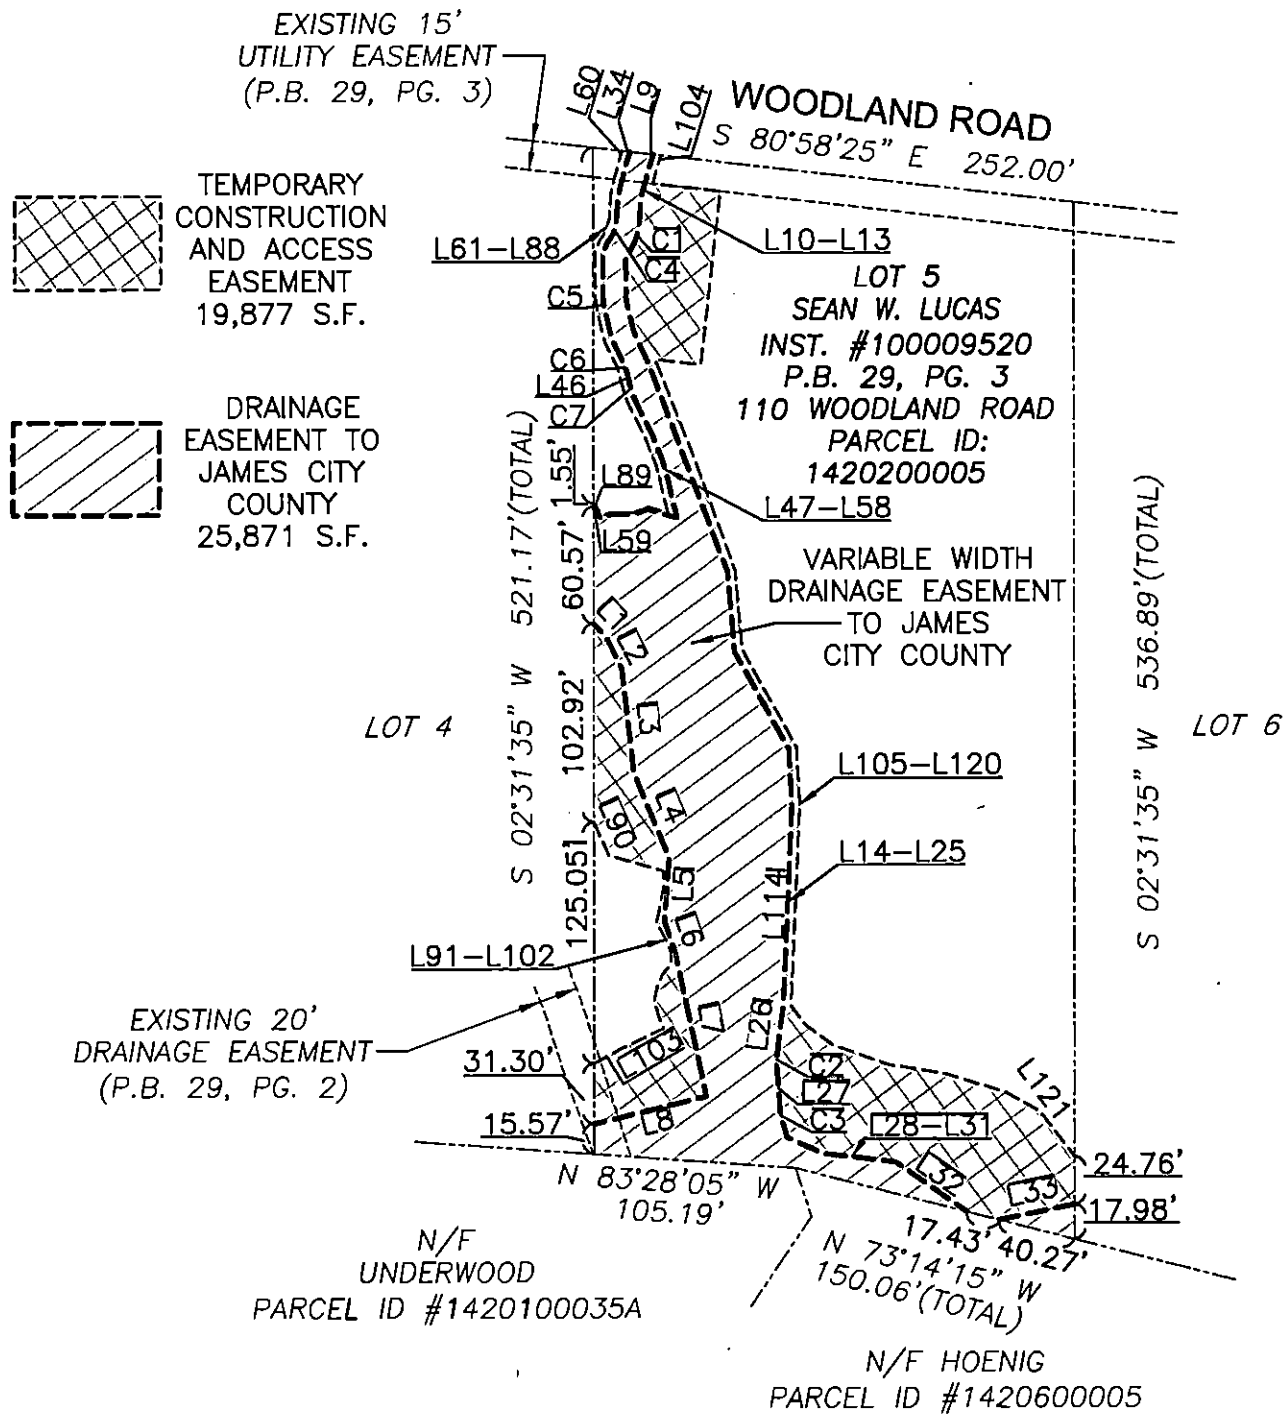 EXISTING 15'
UTILITY EASEMENT
(P.B. 29, PG. 3)
L60
L34
L9
L104
WOODLAND ROAD
S 80°58'25" E 252.00'
TEMPORARY
CONSTRUCTION
AND ACCESS
EASEMENT
19,877 S.F.
L61-L88
C1
C4
L10-L13
LOT 5
SEAN W. LUCAS
INST. #100009520
P.B. 29, PG. 3
110 WOODLAND ROAD
PARCEL ID:
1420200005
C5
C6
L46
C7
DRAINAGE
EASEMENT TO
JAMES CITY
COUNTY
25,871 S.F.
1.55'
L89
L59
L47-L58
60.57'
S 02°31'35" W 521.17'(TOTAL)
VARIABLE WIDTH
DRAINAGE EASEMENT
TO JAMES
CITY COUNTY
S 02°31'35" W 536.89'(TOTAL)
L1
L2
L3
LOT 4
102.92'
LOT 6
L4
L90
L105-L120
L14-L25
L5
L114
125.05'
L6
L91-L102
L7
L26
EXISTING 20'
DRAINAGE EASEMENT
(P.B. 29, PG. 2)
31.30'
L103
C2
L27
L121
15.57'
L8
C3
L28-L31
L32
L33
24.76'
17.98'
N 83°28'05" W
105.19'
17.43'
40.27'
N 73°14'15" W
150.06'(TOTAL)
N/F
UNDERWOOD
PARCEL ID #1420100035A
N/F HOENIG
PARCEL ID #1420600005